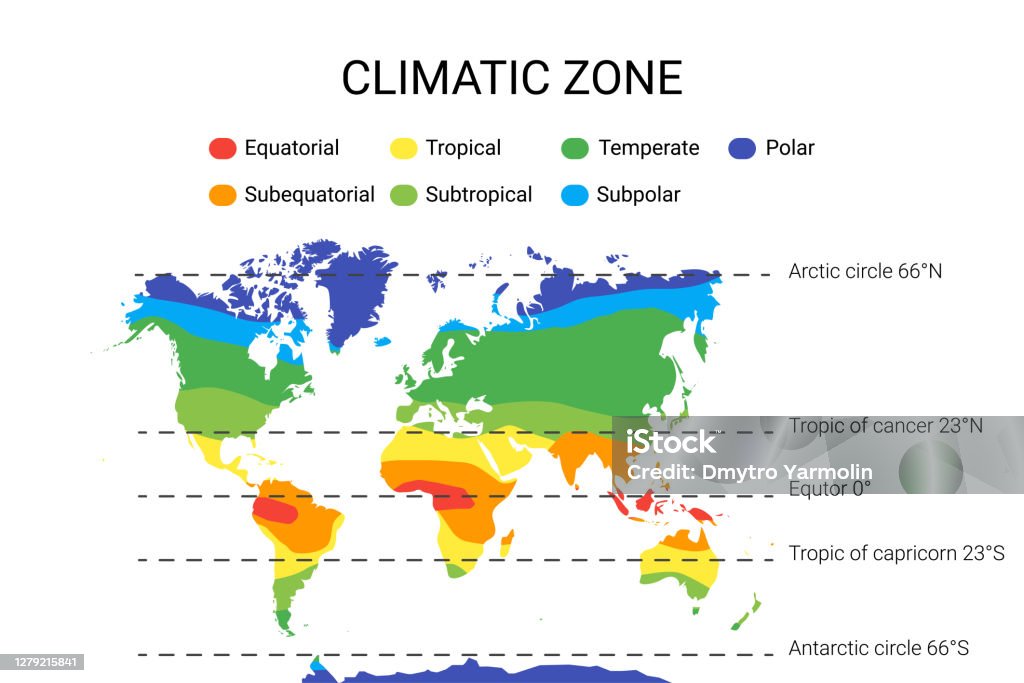 CLIMATIC ZONE
Equatorial Tropical Temperate Polar
Subequatorial Subtropical Subpolar
Arctic circle 66°N
Tropic of cancer 23°N
iStock™
Credit: Dmytro Yarmolin
Equtor 0°
Tropic of capricorn 23°S
Antarctic circle 66°S
1279215841